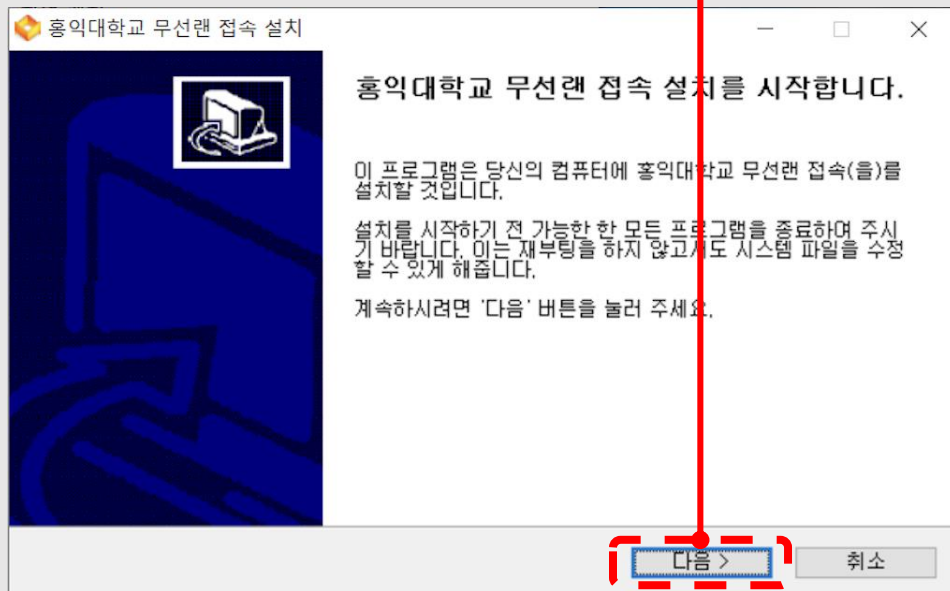 홍익대학교 무선랜 접속 설치
홍익대학교 무선랜 접속 설치를 시작합니다.
이 프로그램은 당신의 컴퓨터에 홍익대학교 무선랜 접속(을)를
설치할 것입니다.
설치를 시작하기 전 가능한 한 모든 프로그램을 종료하여 주시
기 바랍니다. 이는 재부팅을 하지 않고서도 시스템 파일을 수정
할 수 있게 해줍니다.
계속하시려면 '다음' 버튼을 눌러 주세요.
다음 >
취소